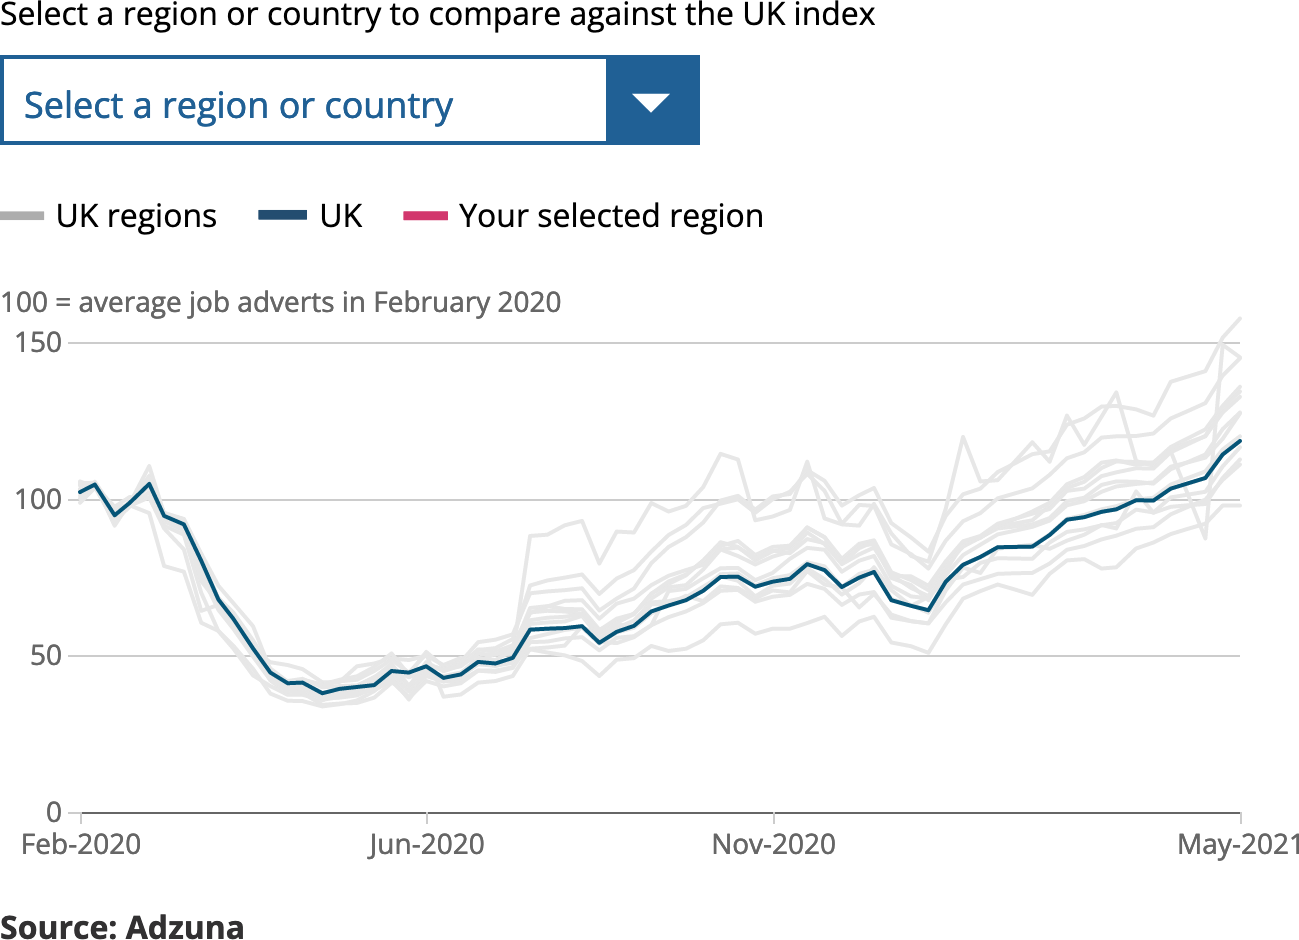 Select a region or country to compare against the UK index
Select a region or country
UK regions UK Your selected region
100 = average job adverts in February 2020
150
100
50
0
Feb-2020 Jun-2020 Nov-2020 May-2021
Source: Adzuna